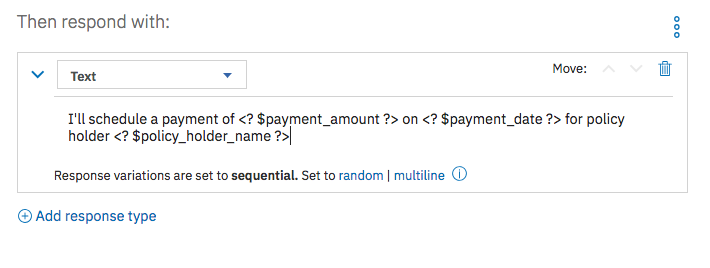 Then respond with:
Text
Move:
I'll schedule a payment of <? $payment_amount ?> on <? $payment_date ?> for policy
holder <? $policy_holder_name ?>
Response variations are set to sequential. Set to random | multiline
Add response type